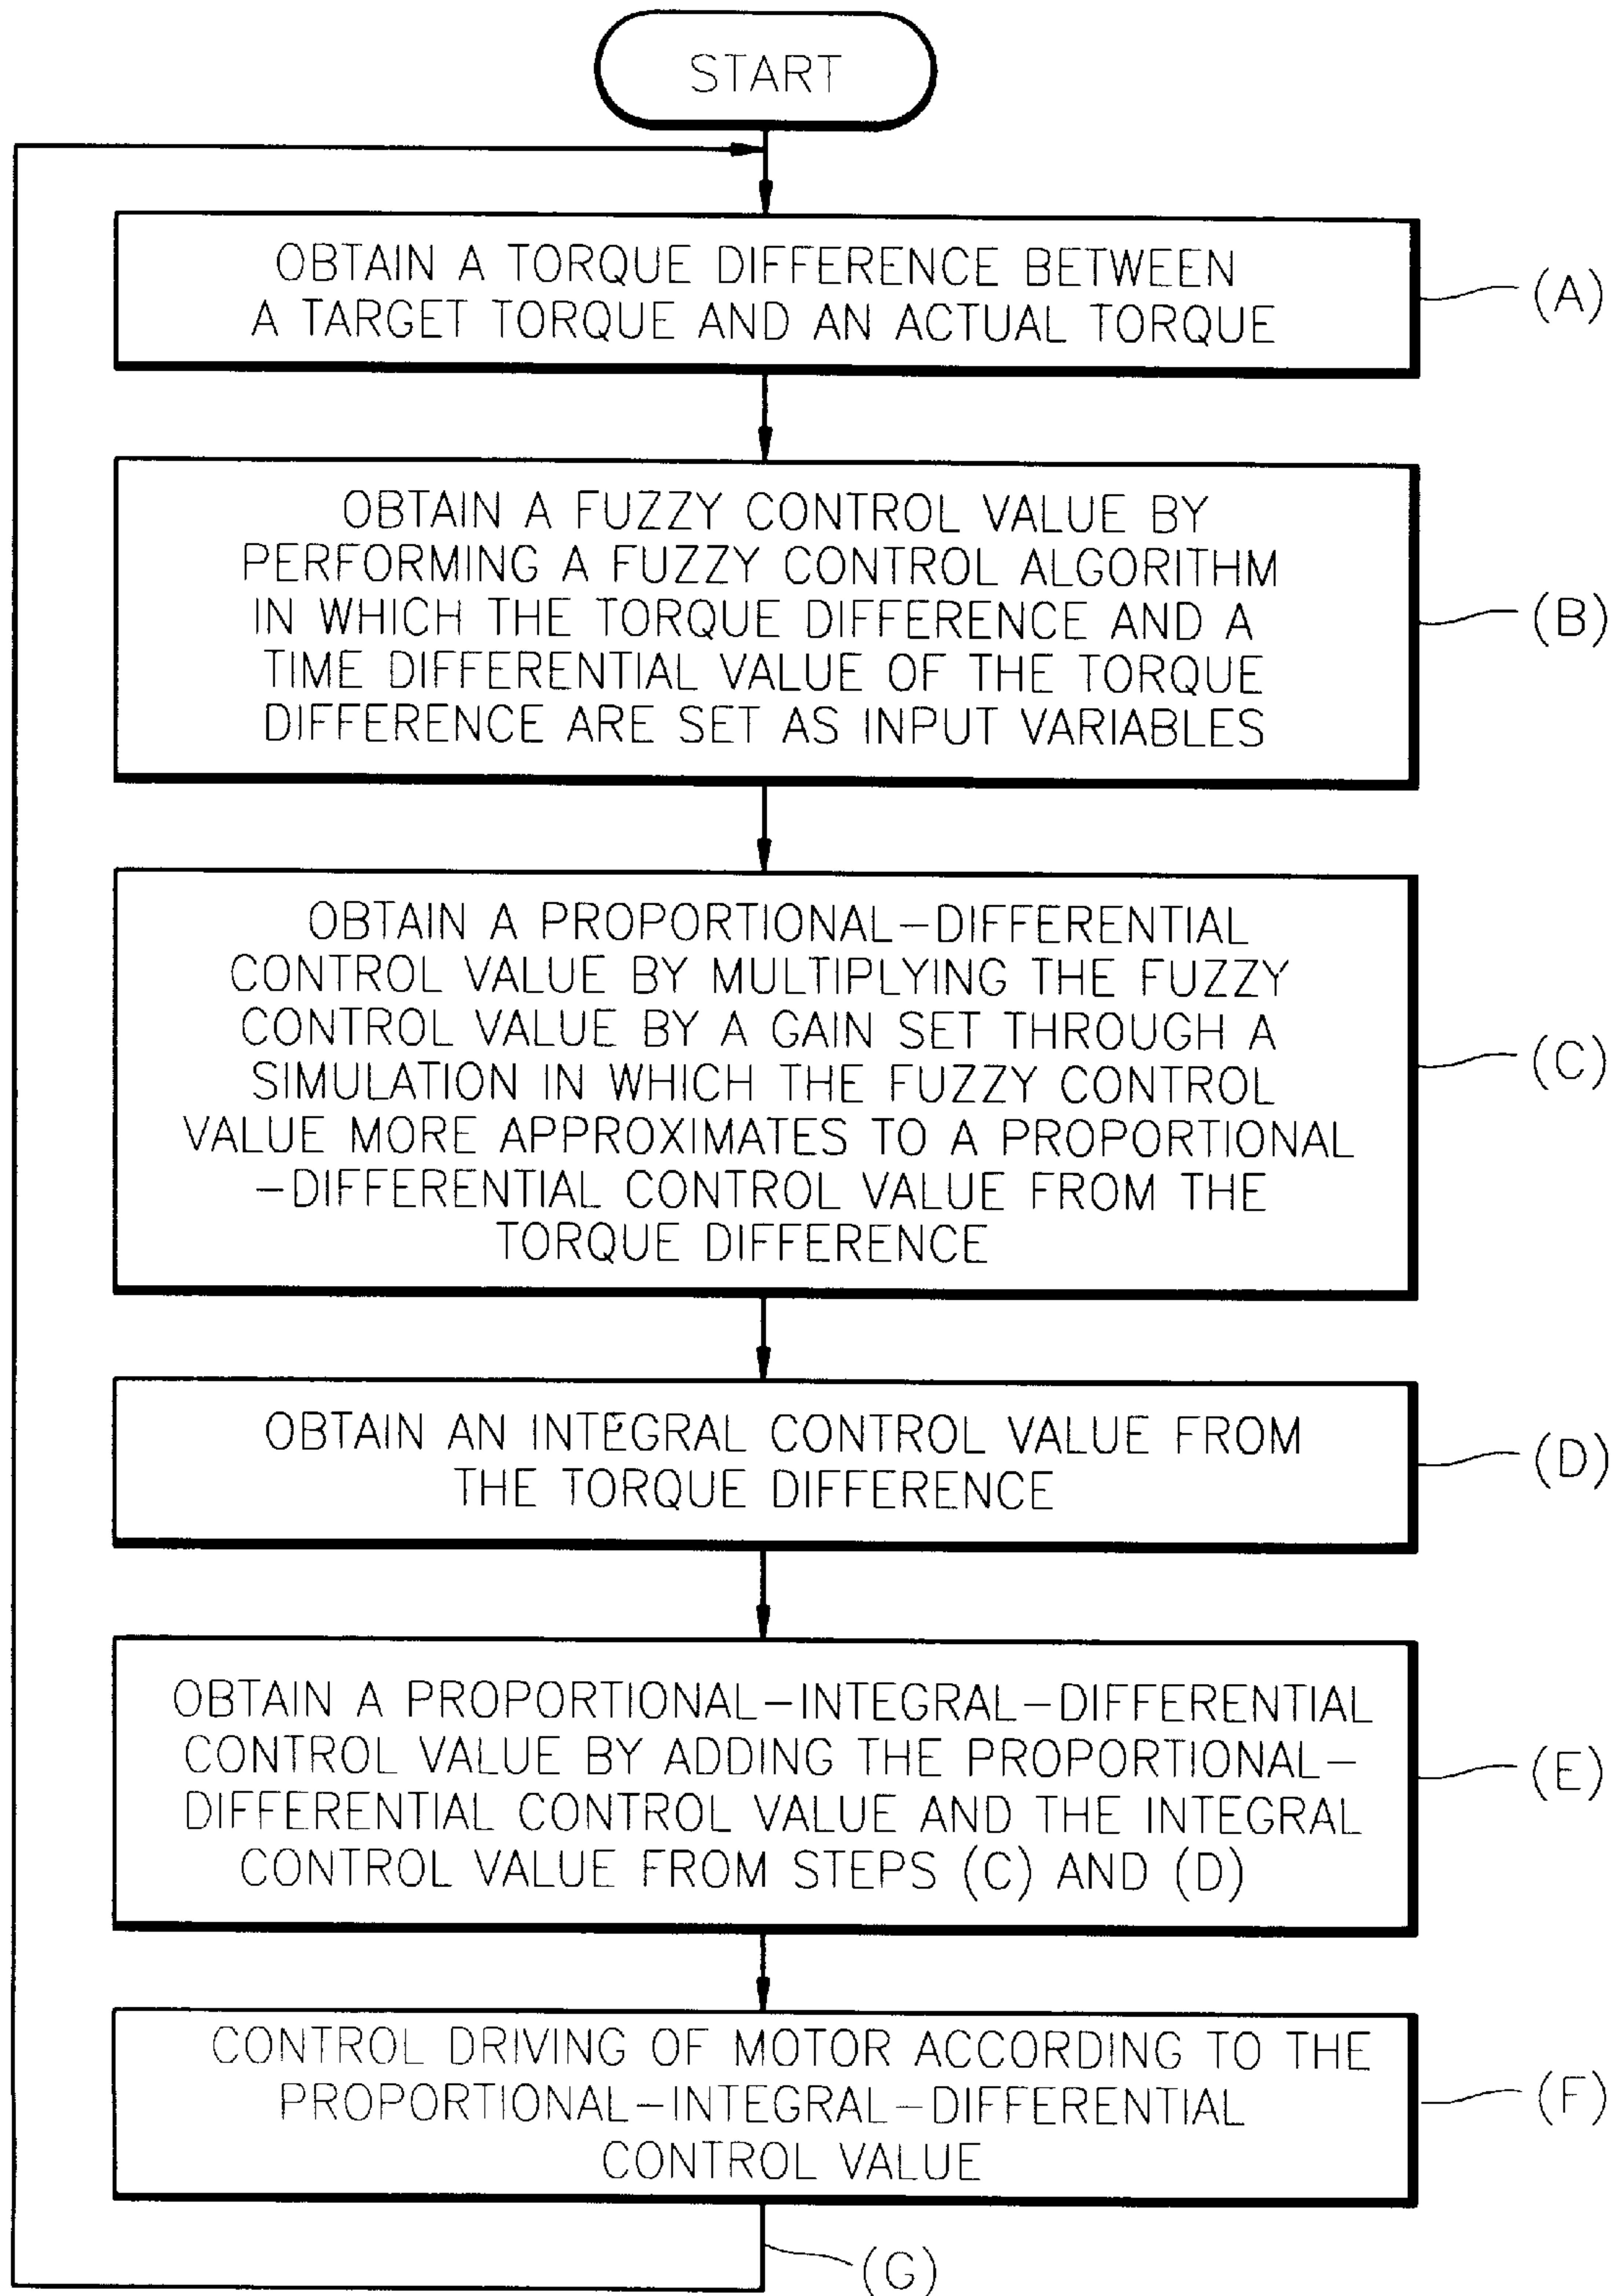 START
OBTAIN A TORQUE DIFFERENCE BETWEEN
A TARGET TORQUE AND AN ACTUAL TORQUE
(A)
OBTAIN A FUZZY CONTROL VALUE BY
PERFORMING A FUZZY CONTROL ALGORITHM
IN WHICH THE TORQUE DIFFERENCE AND A
TIME DIFFERENTIAL VALUE OF THE TORQUE
DIFFERENCE ARE SET AS INPUT VARIABLES
(B)
OBTAIN A PROPORTIONAL–DIFFERENTIAL
CONTROL VALUE BY MULTIPLYING THE FUZZY
CONTROL VALUE BY A GAIN SET THROUGH A
SIMULATION IN WHICH THE FUZZY CONTROL
VALUE MORE APPROXIMATES TO A PROPORTIONAL
–DIFFERENTIAL CONTROL VALUE FROM THE
TORQUE DIFFERENCE
(C)
OBTAIN AN INTEGRAL CONTROL VALUE FROM
THE TORQUE DIFFERENCE
(D)
OBTAIN A PROPORTIONAL–INTEGRAL–DIFFERENTIAL
CONTROL VALUE BY ADDING THE PROPORTIONAL–
DIFFERENTIAL CONTROL VALUE AND THE INTEGRAL
CONTROL VALUE FROM STEPS (C) AND (D)
(E)
CONTROL DRIVING OF MOTOR ACCORDING TO THE
PROPORTIONAL–INTEGRAL–DIFFERENTIAL
CONTROL VALUE
(F)
(G)